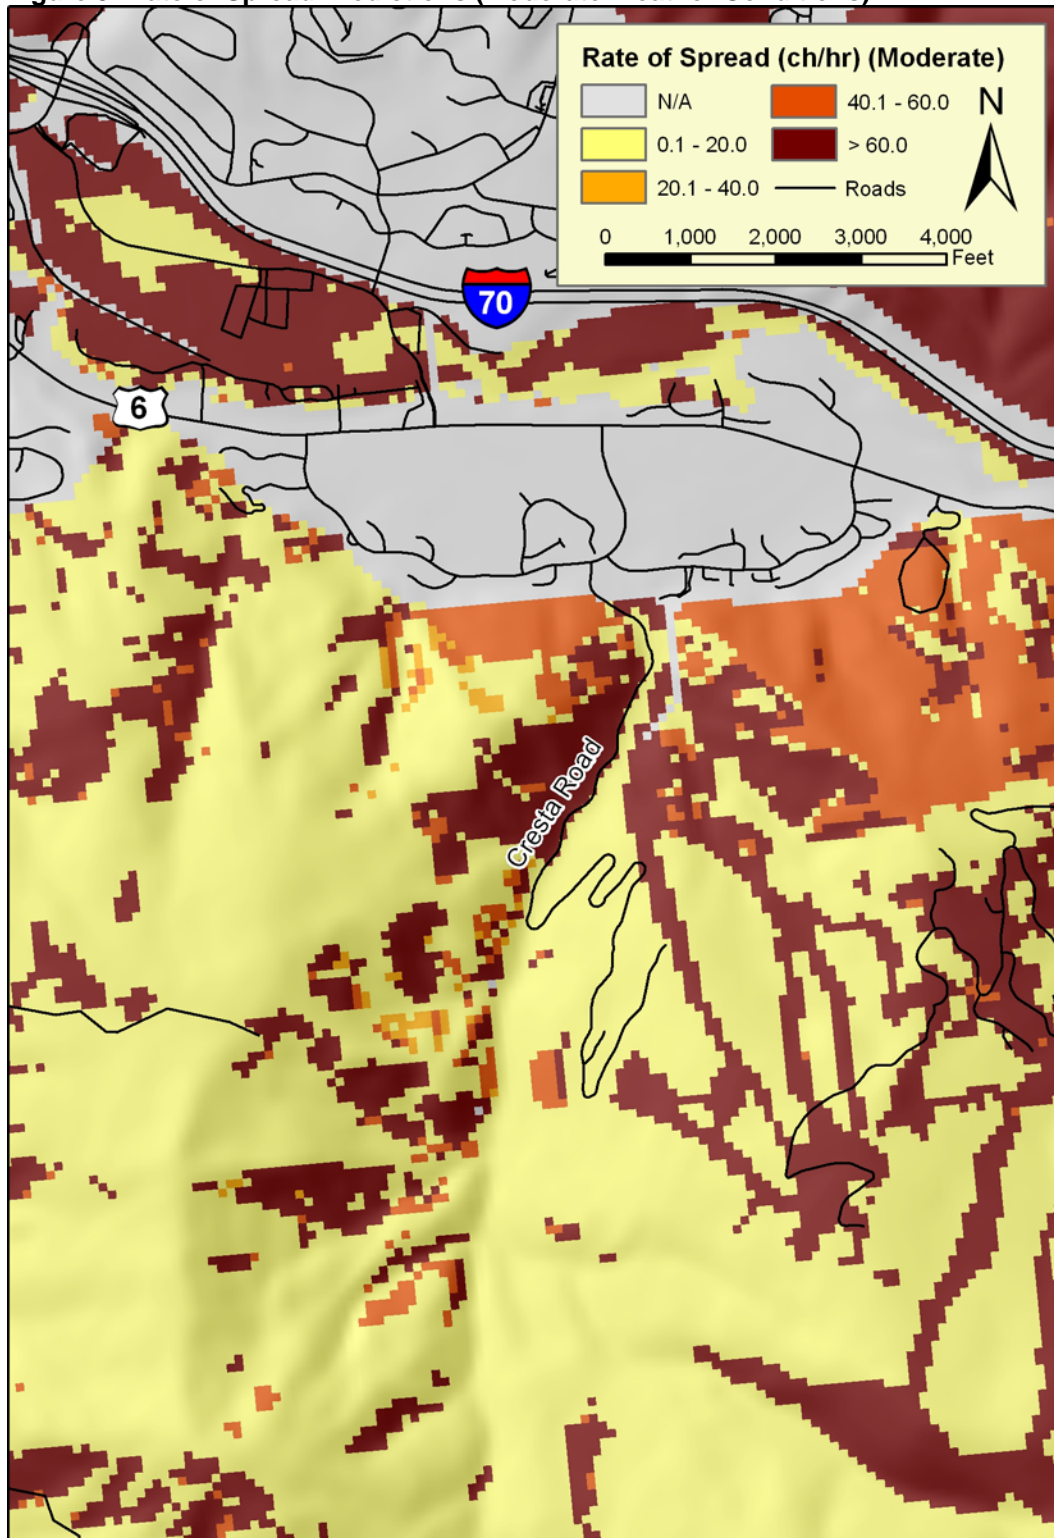 Rate of Spread (ch/hr) (Moderate)
N/A
40.1 - 60.0
N
0.1 - 20.0
> 60.0
20.1 - 40.0
Roads
0 1,000 2,000 3,000 4,000
Feet
70
6
Cresta Road